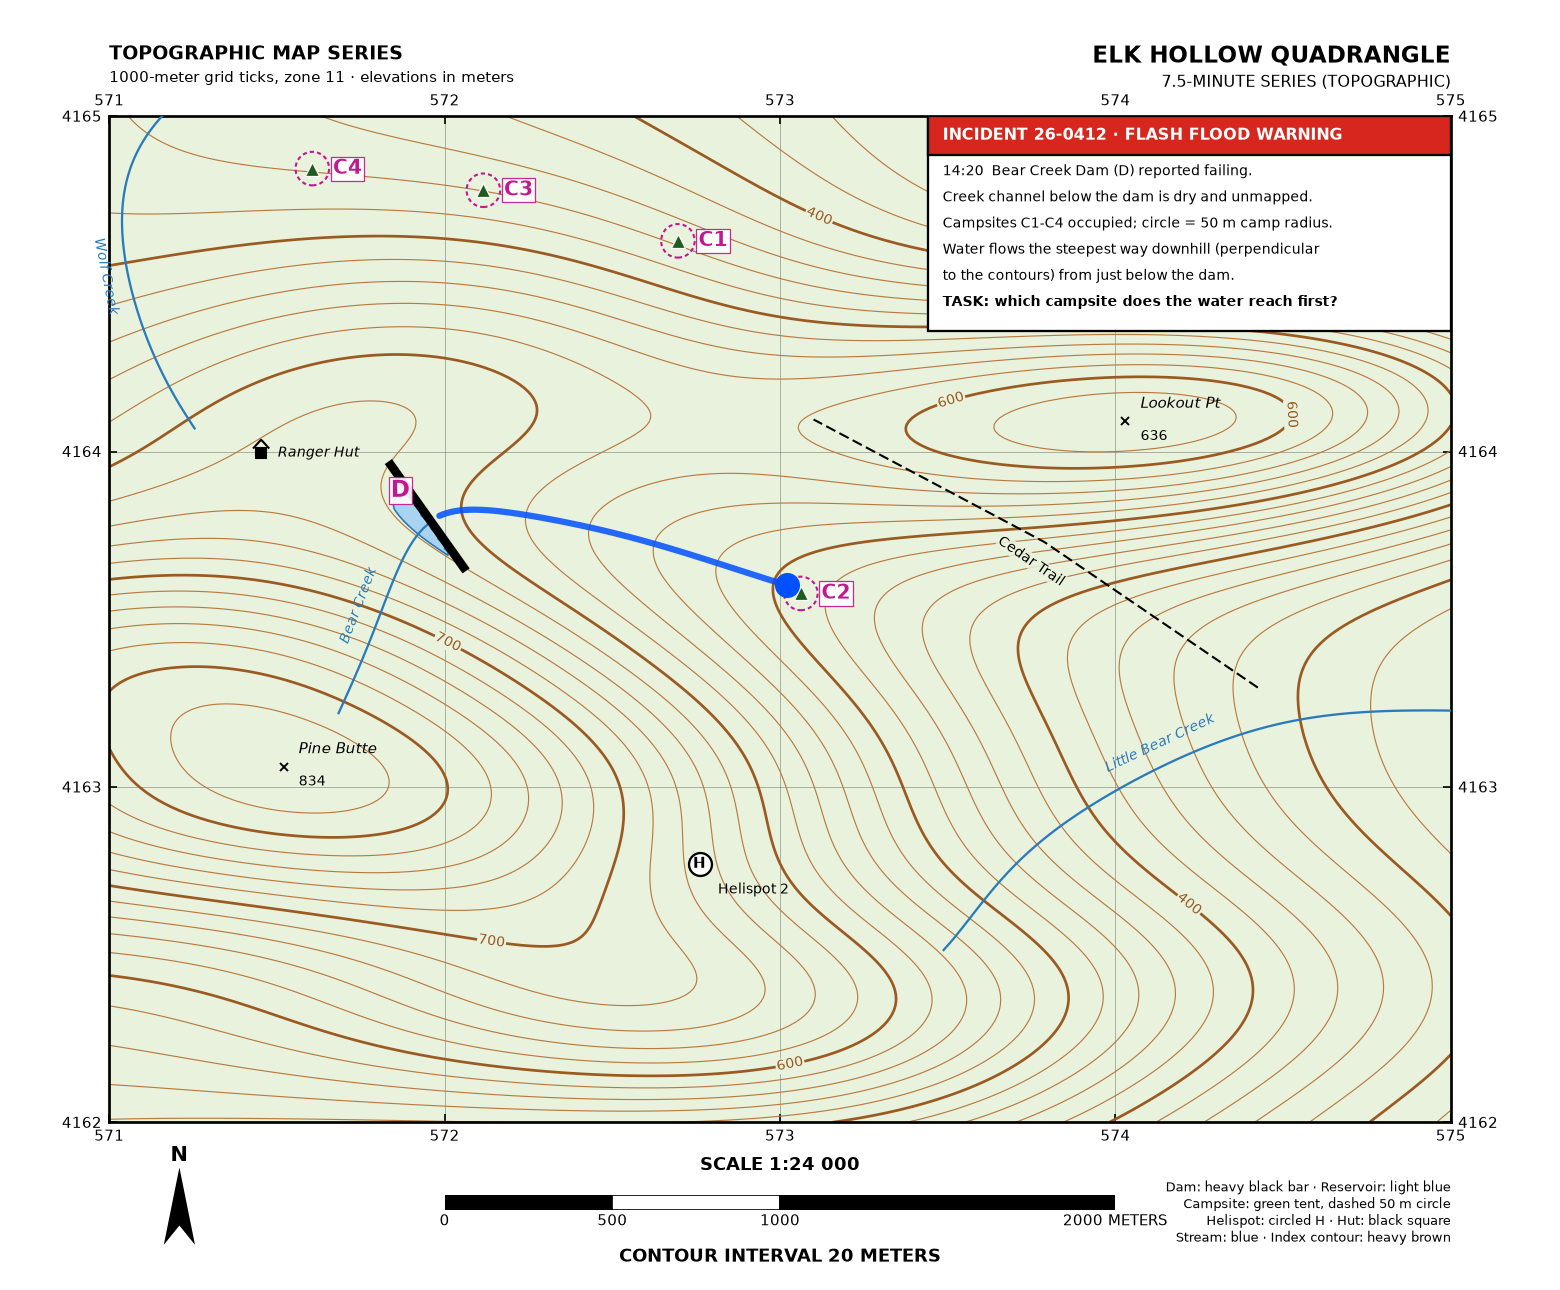 TOPOGRAPHIC MAP SERIES
1000-meter grid ticks, zone 11 · elevations in meters
ELK HOLLOW QUADRANGLE
7.5-MINUTE SERIES (TOPOGRAPHIC)
571 572 573 574 575
4165 4165
INCIDENT 26-0412 · FLASH FLOOD WARNING
14:20 Bear Creek Dam (D) reported failing.
Creek channel below the dam is dry and unmapped.
Campsites C1-C4 occupied; circle = 50 m camp radius.
Water flows the steepest way downhill (perpendicular
to the contours) from just below the dam.
TASK: which campsite does the water reach first?
C4
C3
400
C1
Wolf Creek
600
Lookout Pt
600
636
4164 4164
Ranger Hut
D
Cedar Trail
C2
Bear Creek
700
Little Bear Creek
Pine Butte
834
4163 4163
H
Helispot 2
400
700
600
4162 4162
571 572 573 574 575
N
SCALE 1:24 000
0 500 1000 2000 METERS
CONTOUR INTERVAL 20 METERS
Dam: heavy black bar · Reservoir: light blue
Campsite: green tent, dashed 50 m circle
Helispot: circled H · Hut: black square
Stream: blue · Index contour: heavy brown